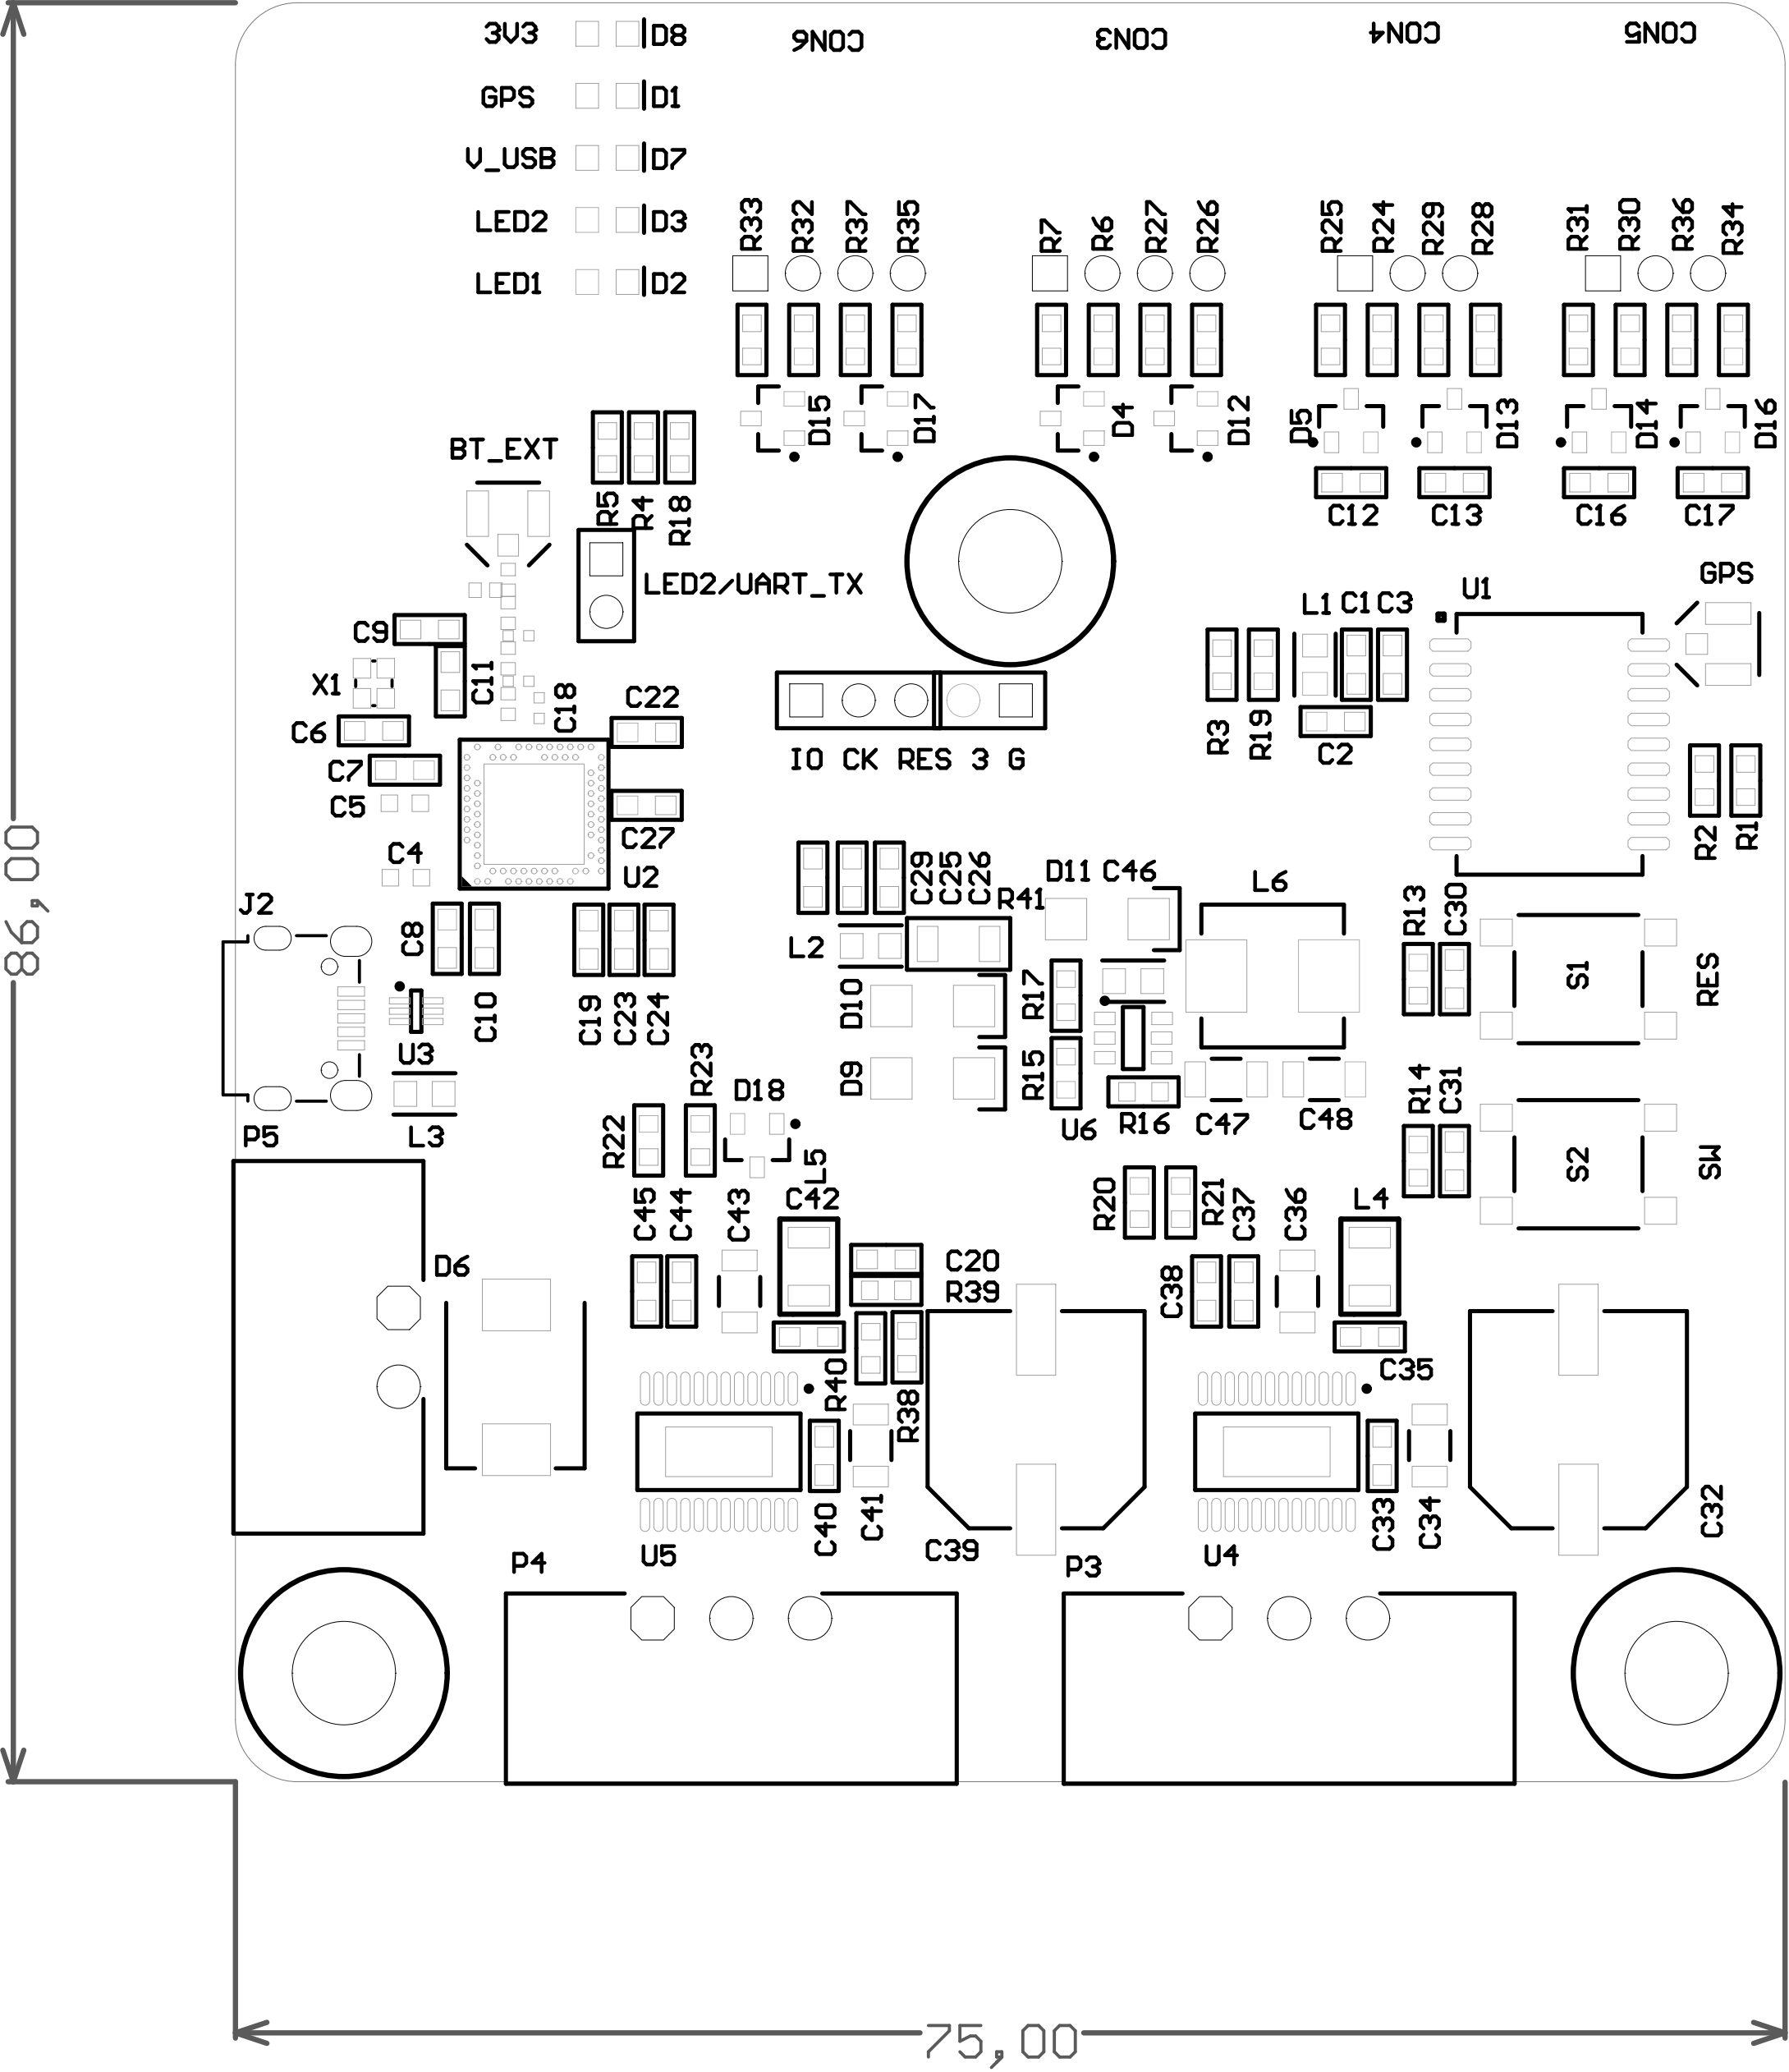 3V3 D8 CON6 CON3 CON4 CON5
GPS D1
V_USB D7
LED2 D3
R33 R32 R37 R35 R7 R6 R27 R26 R25 R24 R29 R28 R31 R30 R36 R34
LED1 D2
D15 D17 D4 D12 D5 D13 D14 D16
BT_EXT
R5 R4 R18 C12 C13 C16 C17
LED2/UART_TX
GPS
L1 C1 C3 U1
C9
X1 C11 C18 C22
C6 R3 R19 C2
IO CK RES 3 G
C7
C5
C27
C4 U2 R2 R1
C29 C25 C26 D11 C46 L6
J2 R41 R13 C30
C8 L2
86,00
C10 C19 C23 C24 D10 R17 S1 RES
U3 R23 D9 R15 R14 C31
D18
P5 L3 R22 U6 R16 C47 C48
L5 S2 SW
C45 C44 C43 C42 R20 R21 C37 C36 L4
D6 C20
R39 C38
R40 R38 C35
C40 C41 C33 C34 C32
P4 U5 C39 P3 U4
75,00